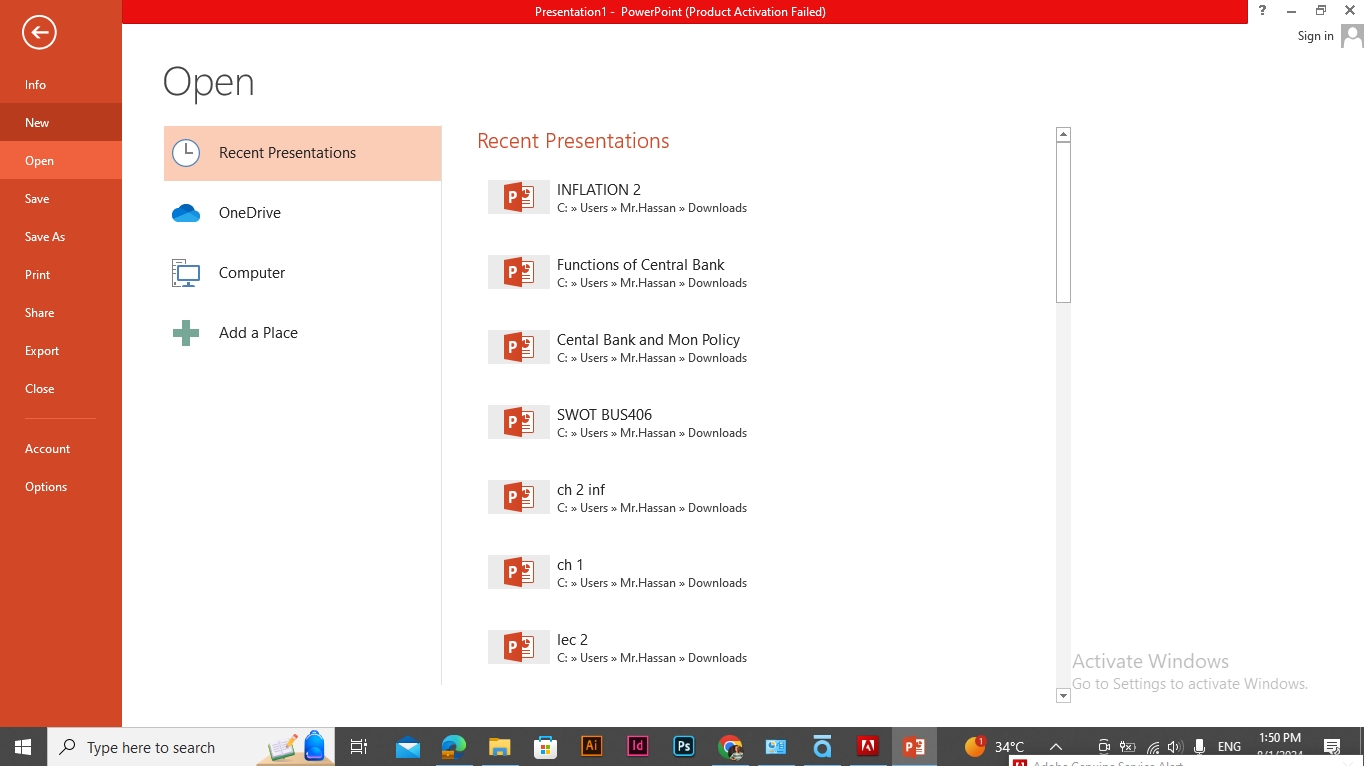 Presentation1 - PowerPoint (Product Activation Failed)
?
Sign in
Info
New
Open
Save
Save As
Print
Share
Export
Close
Account
Options
Open
Recent Presentations
OneDrive
Computer
Add a Place
Recent Presentations
INFLATION 2
C: » Users » Mr.Hassan » Downloads
Functions of Central Bank
C: » Users » Mr.Hassan » Downloads
Cental Bank and Mon Policy
C: » Users » Mr.Hassan » Downloads
SWOT BUS406
C: » Users » Mr.Hassan » Downloads
ch 2 inf
C: » Users » Mr.Hassan » Downloads
ch 1
C: » Users » Mr.Hassan » Downloads
lec 2
C: » Users » Mr.Hassan » Downloads
Activate Windows
Go to Settings to activate Windows.
Type here to search
Ai
Id
Ps
34°C
ENG
1:50 PM
8/1/2024
Adobe Genuine Service Alert